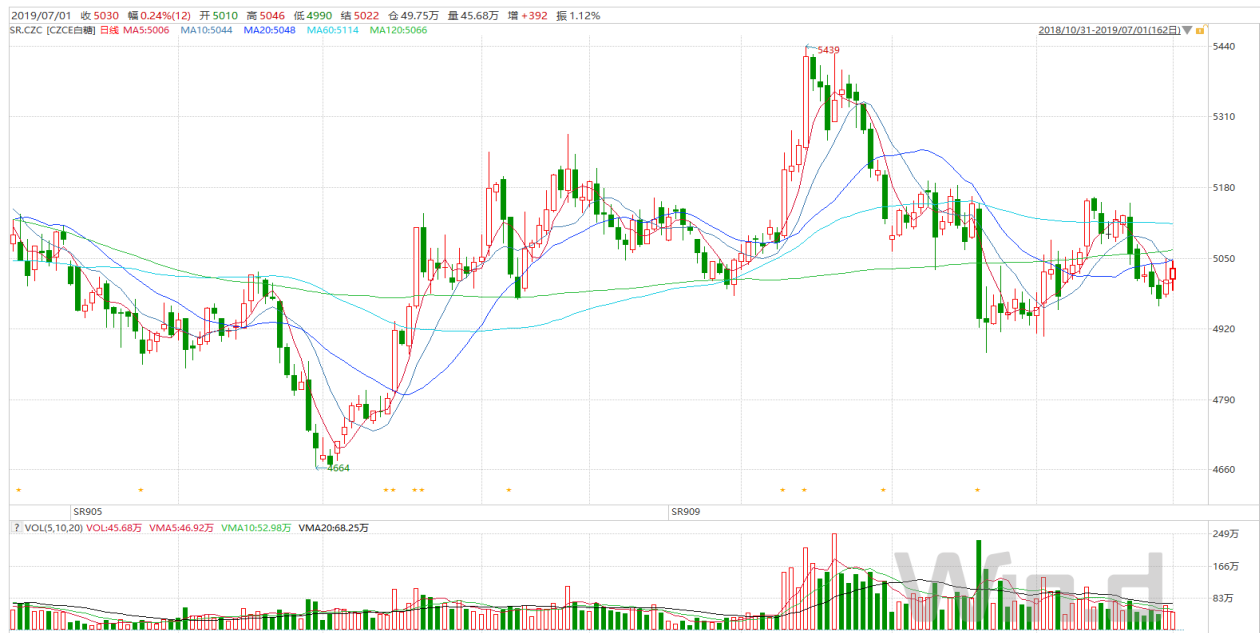 2019/07/01 收 5030 幅 0.24%(12) 开 5010 高 5046 低 4990 结 5022 仓 49.75万 量 45.68万 增 +392 振 1.12%
SR.CZC [CZCE白糖] 日线 MA5:5006 MA10:5044 MA20:5048 MA60:5114 MA120:5066 2018/10/31-2019/07/01(162日)
5440
5439
5310
5180
5050
4920
4790
4664
4660
SR905 SR909
? VOL(5,10,20) VOL:45.68万 VMA5:46.92万 VMA10:52.98万 VMA20:68.25万
249万
166万
83万
Wind